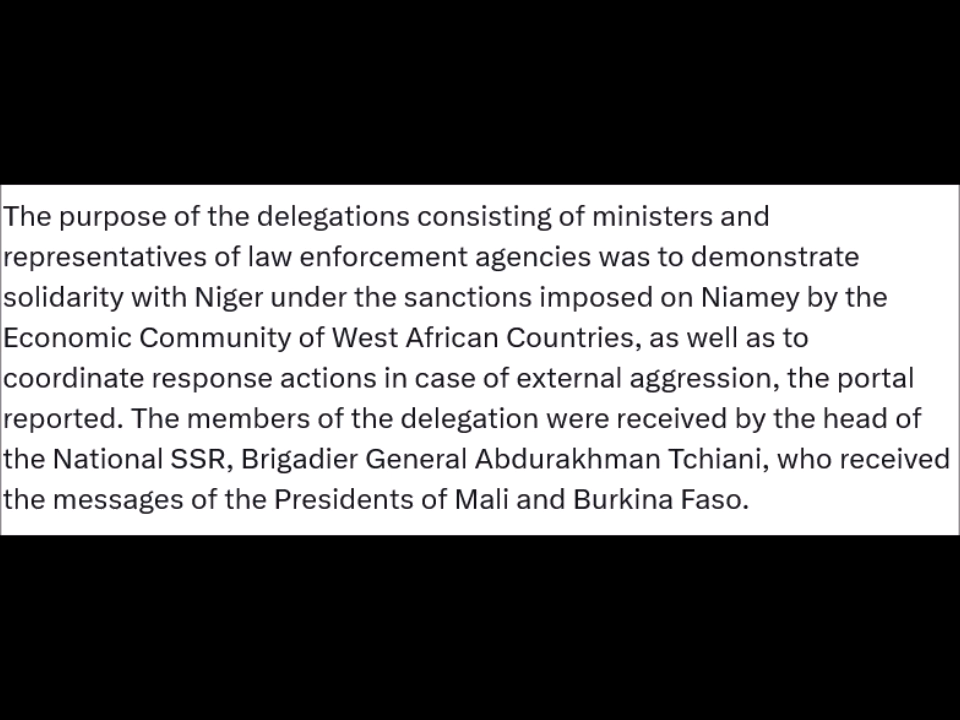 The purpose of the delegations consisting of ministers and
representatives of law enforcement agencies was to demonstrate
solidarity with Niger under the sanctions imposed on Niamey by the
Economic Community of West African Countries, as well as to
coordinate response actions in case of external aggression, the portal
reported. The members of the delegation were received by the head of
the National SSR, Brigadier General Abdurakhman Tchiani, who received
the messages of the Presidents of Mali and Burkina Faso.